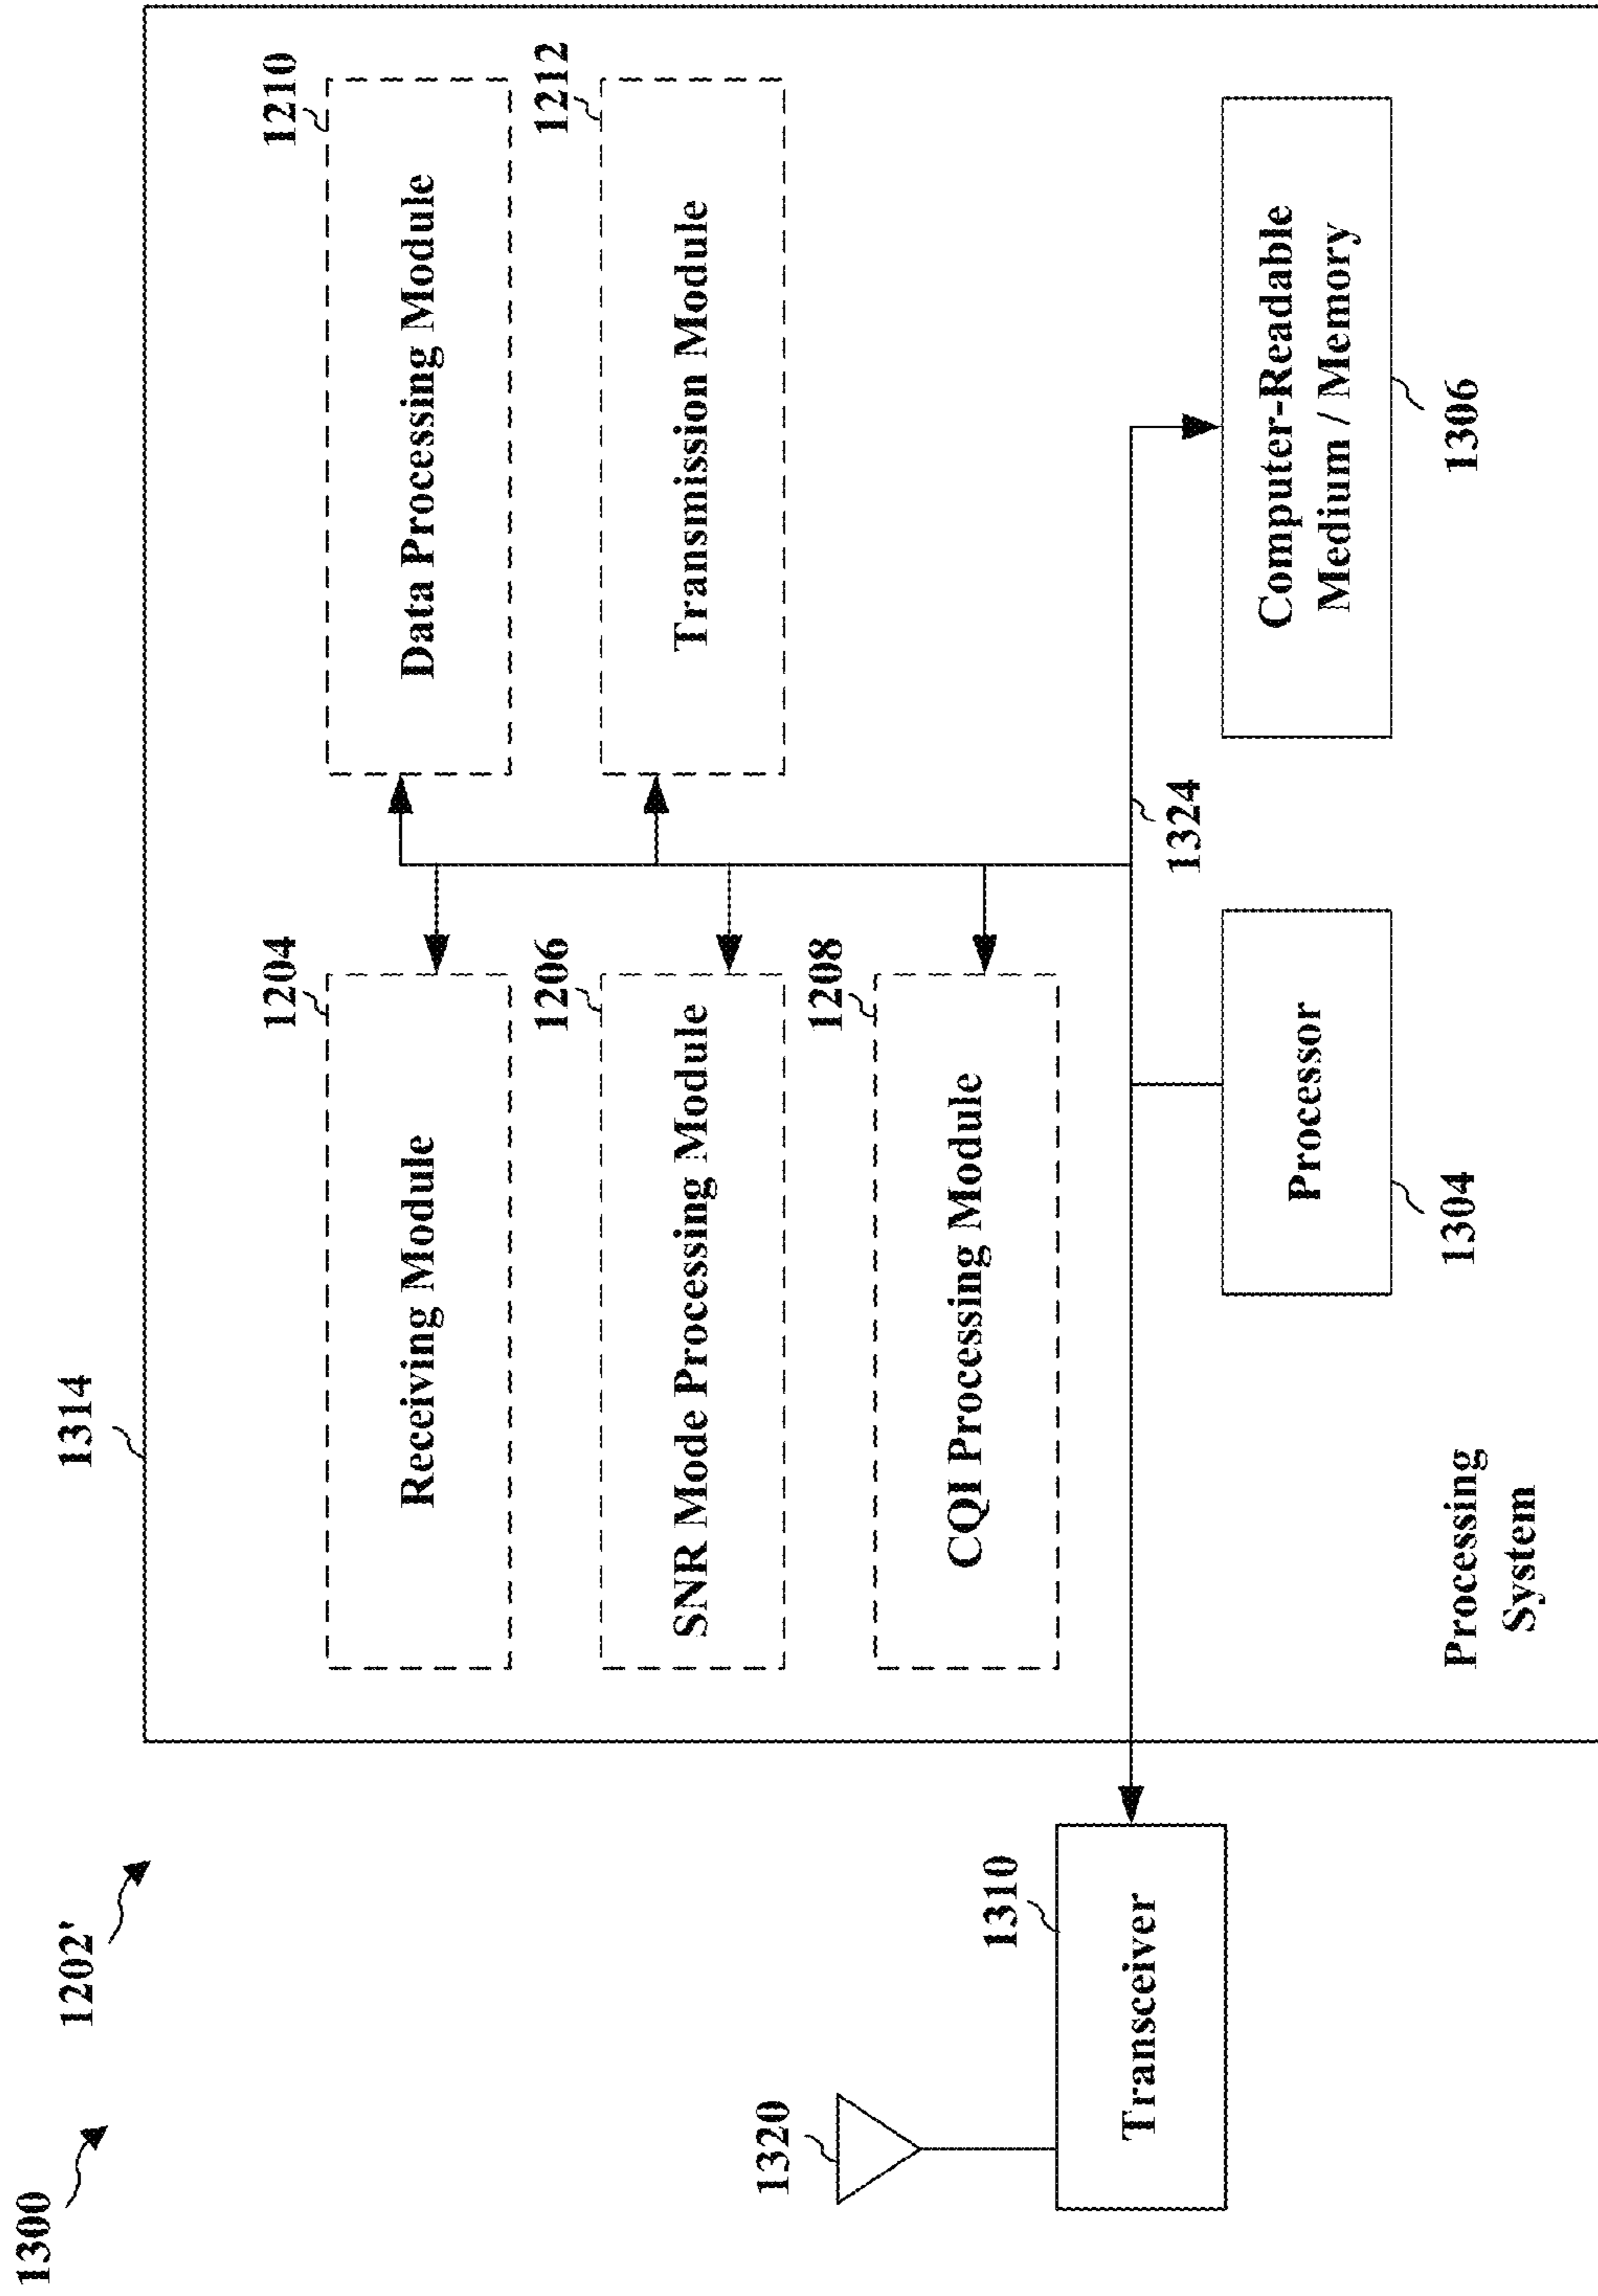 1300
1202'
1314
1204
Receiving Module
1210
Data Processing Module
1206
SNR Mode Processing Module
1212
Transmission Module
1208
CQI Processing Module
1320
1310
Transceiver
1324
Processor
1304
Computer-Readable
Medium / Memory
1306
Processing
System